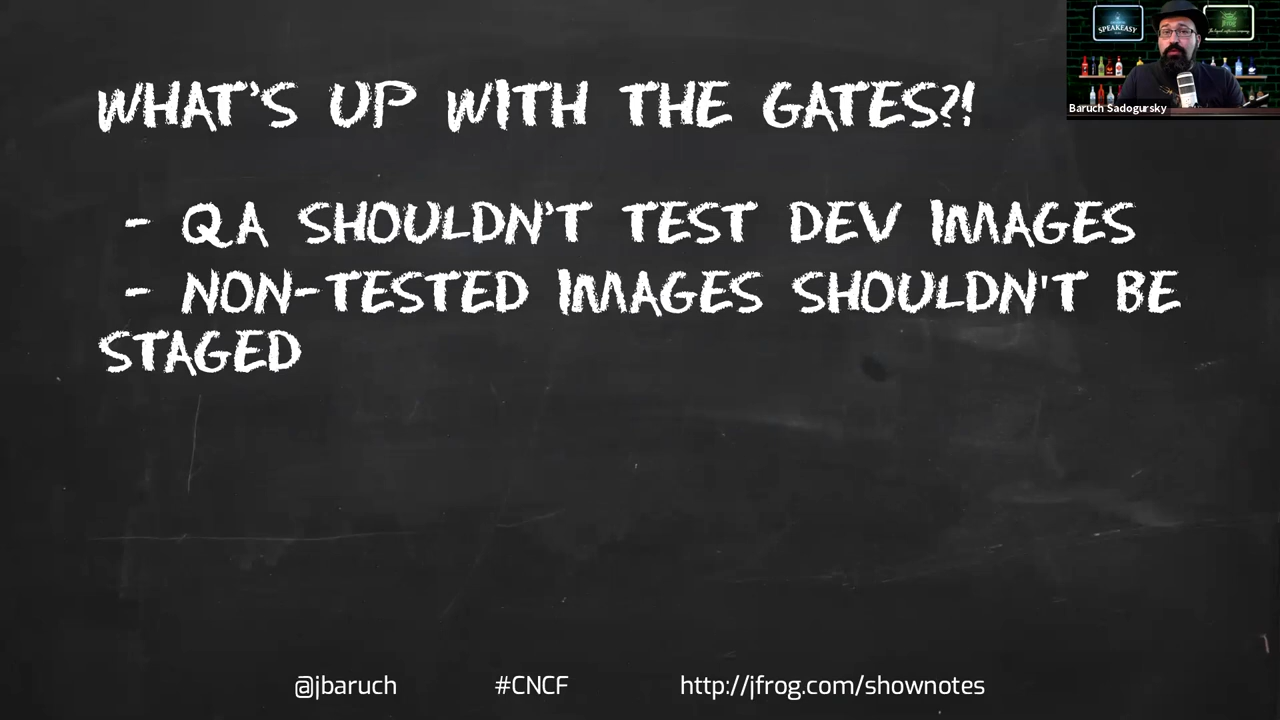 WHAT'S UP WITH THE GATES?!
- QA SHOULDN'T TEST DEV IMAGES
- NON-TESTED IMAGES SHOULDN'T BE
STAGED
SPEAKEASY
Baruch Sadogursky
@jbaruch #CNCF http://jfrog.com/shownotes